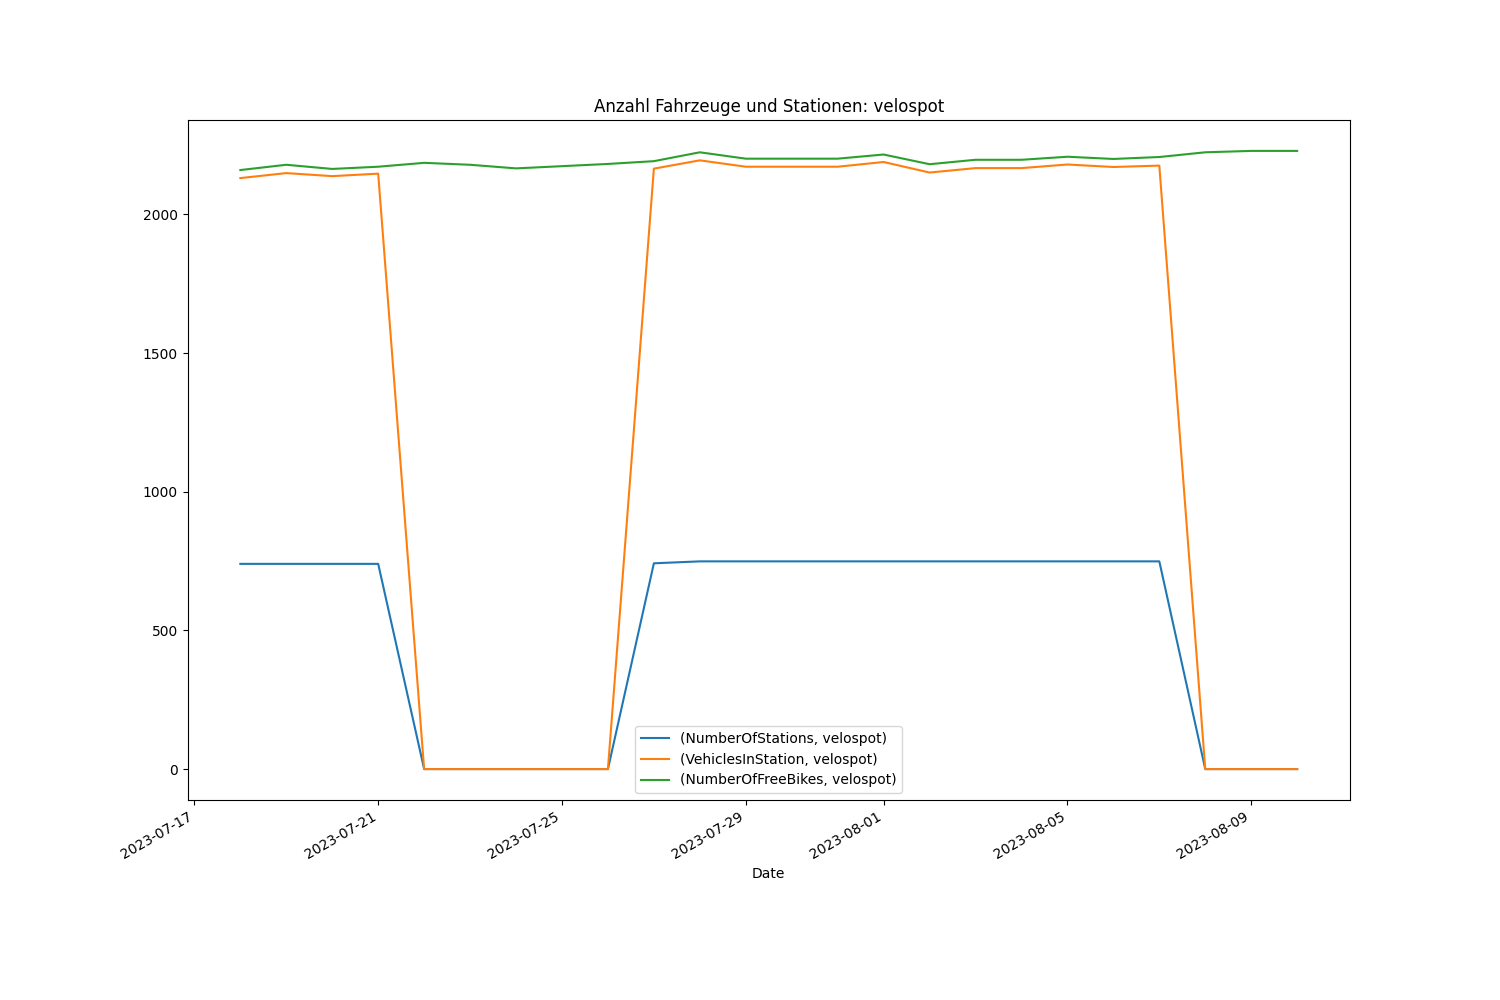 Anzahl Fahrzeuge und Stationen: velospot
2000
1500
1000
500
0
(NumberOfStations, velospot)
(VehiclesInStation, velospot)
(NumberOfFreeBikes, velospot)
2023-07-17
2023-07-21
2023-07-25
2023-07-29
2023-08-01
2023-08-05
2023-08-09
Date